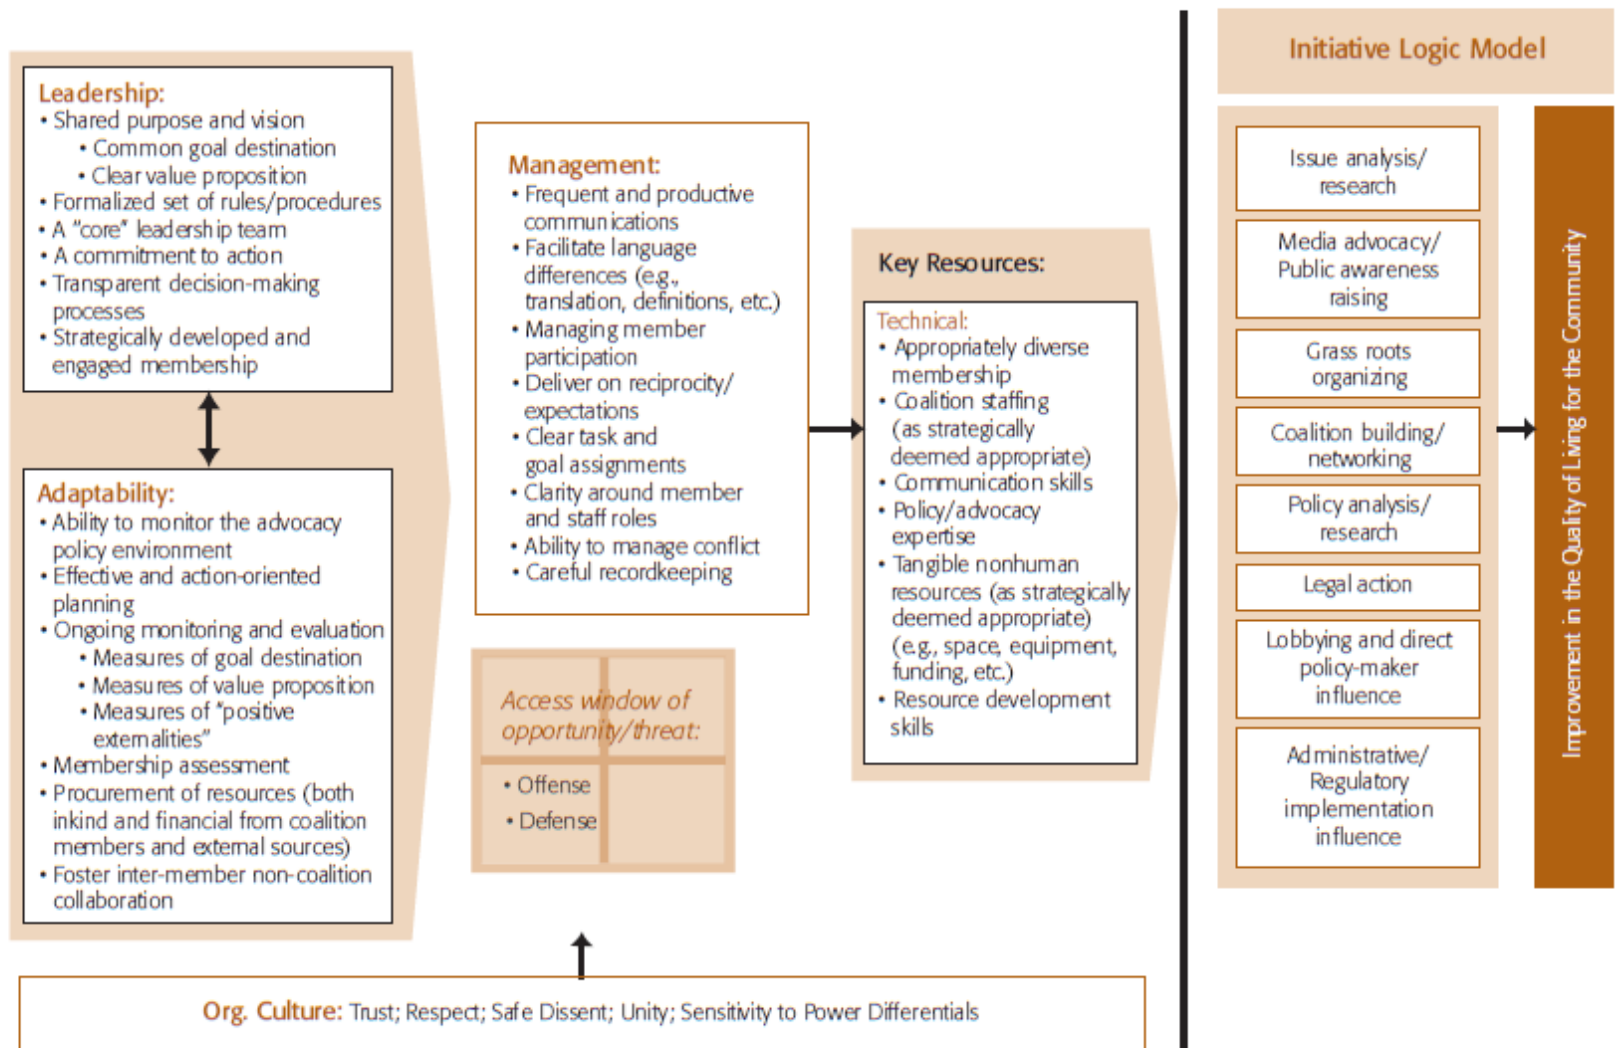 Leadership:
• Shared purpose and vision
• Common goal destination
• Clear value proposition
• Formalized set of rules/procedures
• A “core” leadership team
• A commitment to action
• Transparent decision-making
processes
• Strategically developed and
engaged membership
Adaptability:
• Ability to monitor the advocacy
policy environment
• Effective and action-oriented
planning
• Ongoing monitoring and evaluation
• Measures of goal destination
• Measures of value proposition
• Measures of “positive
externalities”
• Membership assessment
• Procurement of resources (both
inkind and financial from coalition
members and external sources)
• Foster inter-member non-coalition
collaboration
Management:
• Frequent and productive
communications
• Facilitate language
differences (e.g.,
translation, definitions, etc.)
• Managing member
participation
• Deliver on reciprocity/
expectations
• Clear task and
goal assignments
• Clarity around member
and staff roles
• Ability to manage conflict
• Careful recordkeeping
Access window of
opportunity/threat:
• Offense
• Defense
Key Resources:
Technical:
• Appropriately diverse
membership
• Coalition staffing
(as strategically
deemed appropriate)
• Communication skills
• Policy/advocacy
expertise
• Tangible nonhuman
resources (as strategically
deemed appropriate)
(e.g., space, equipment,
funding, etc.)
• Resource development
skills
Org. Culture: Trust; Respect; Safe Dissent; Unity; Sensitivity to Power Differentials
Initiative Logic Model
Issue analysis/
research
Media advocacy/
Public awareness
raising
Grass roots
organizing
Coalition building/
networking
Policy analysis/
research
Legal action
Lobbying and direct
policy-maker
influence
Administrative/
Regulatory
implementation
influence
Improvement in the Quality of Living for the Community